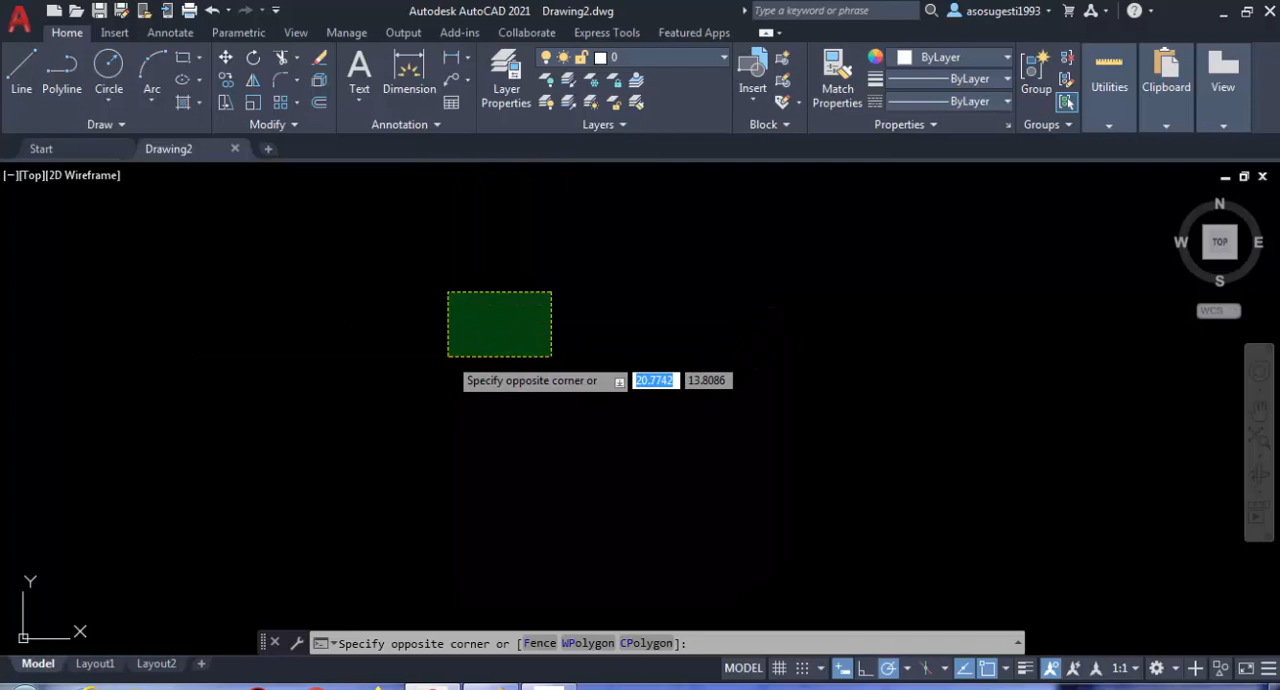 Autodesk AutoCAD 2021 Drawing2.dwg
Type a keyword or phrase
asosugesti1993
Home Insert Annotate Parametric View Manage Output Add-ins Collaborate Express Tools Featured Apps
0
ByLayer
ByLayer
ByLayer
Line Polyline Circle Arc Text Dimension Layer Properties Insert Match Properties Group Utilities Clipboard View
Draw Modify Annotation Layers Block Properties Groups
Start Drawing2
[−][Top][2D Wireframe]
N
W TOP E
S
WCS
Specify opposite corner or 20.7742 13.8086
Y
X
Specify opposite corner or [Fence WPolygon CPolygon]:
Model Layout1 Layout2 +
MODEL 1:1